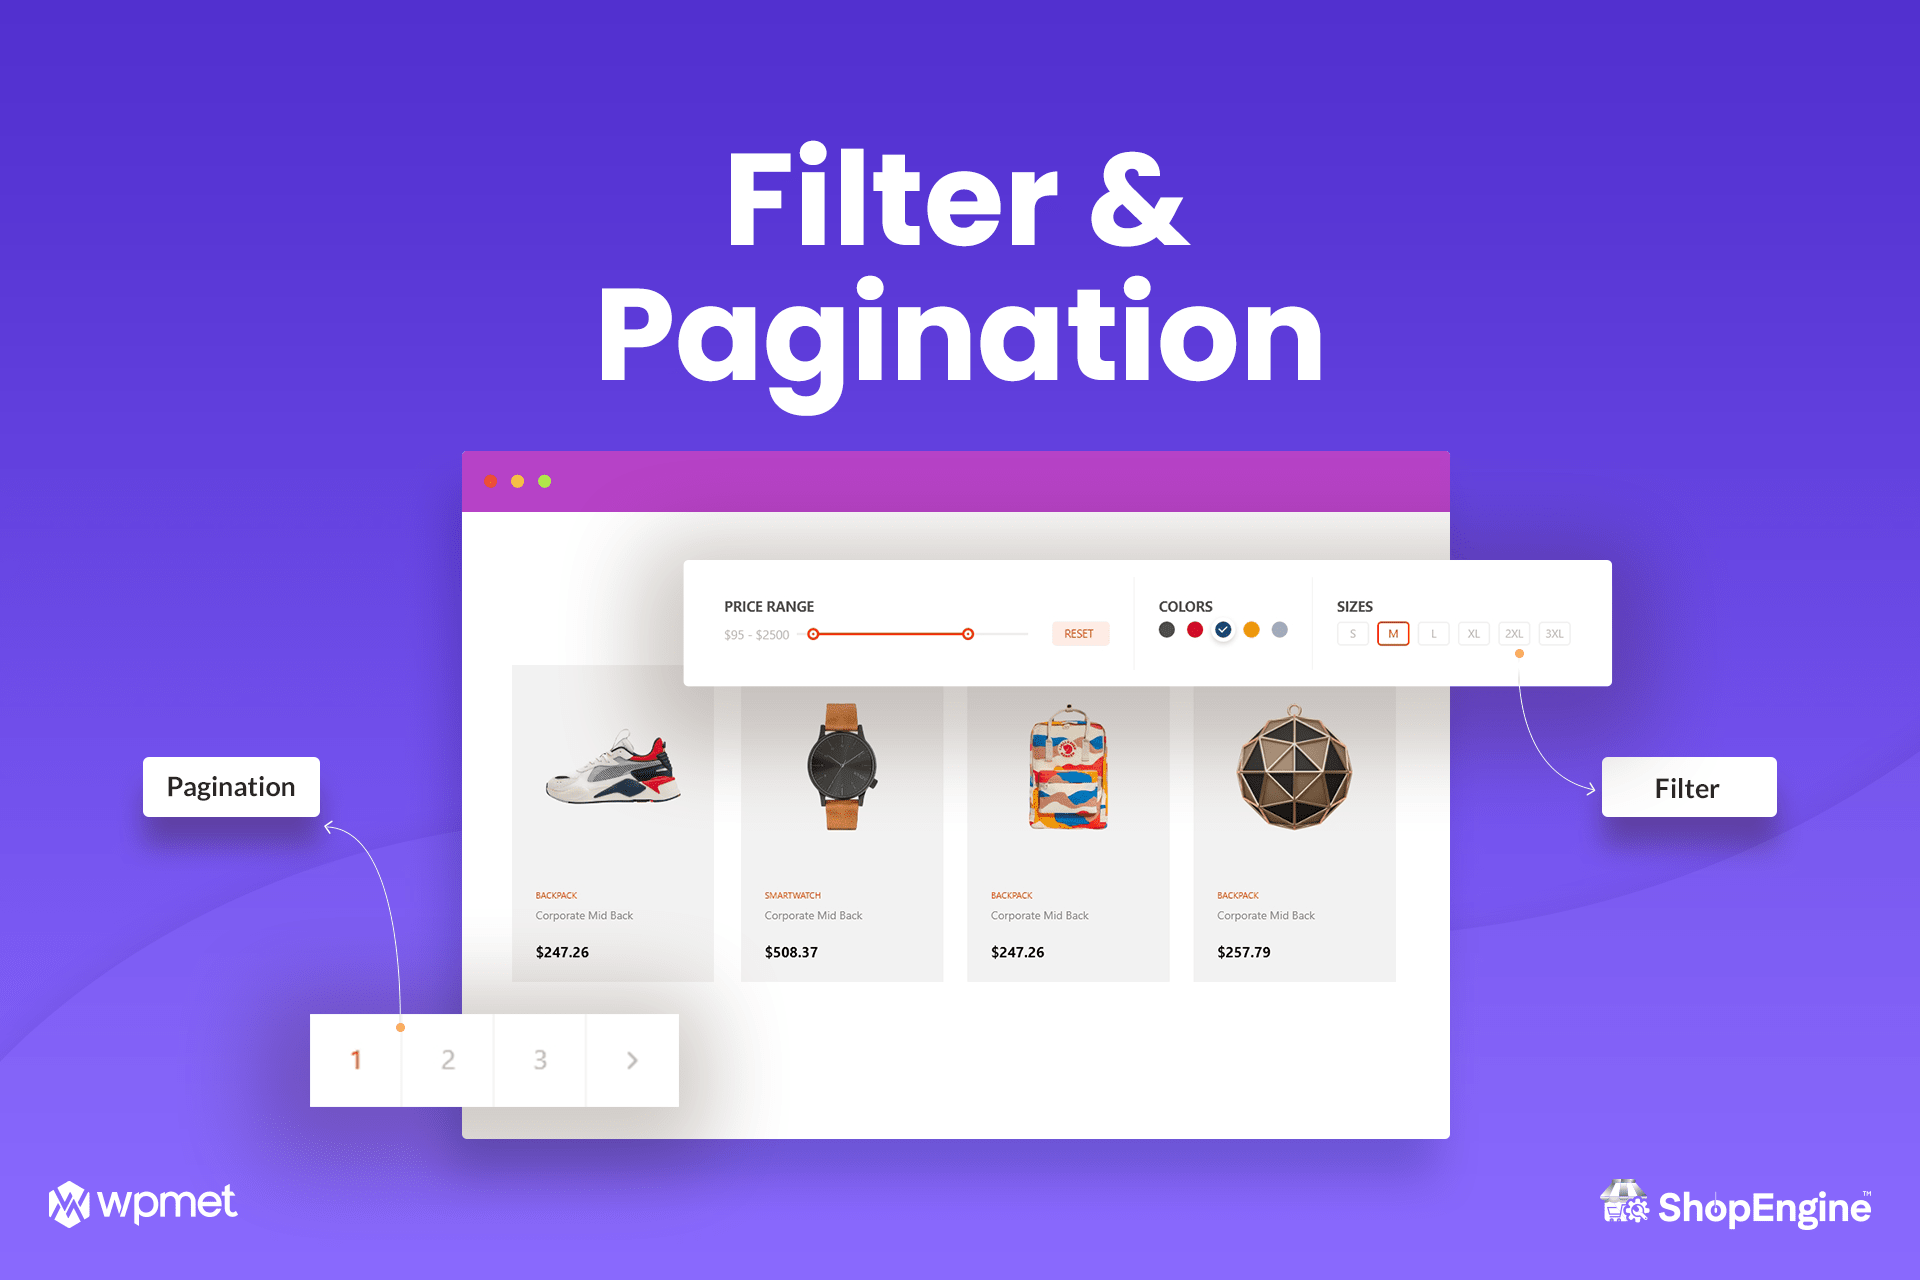 Filter &
Pagination
PRICE RANGE
$95 - $2500
RESET
COLORS
SIZES
S M L XL 2XL 3XL
Pagination
Filter
BACKPACK
Corporate Mid Back
$247.26
SMARTWATCH
Corporate Mid Back
$508.37
BACKPACK
Corporate Mid Back
$247.26
BACKPACK
Corporate Mid Back
$257.79
1 2 3 >
wpmet
ShopEngine™